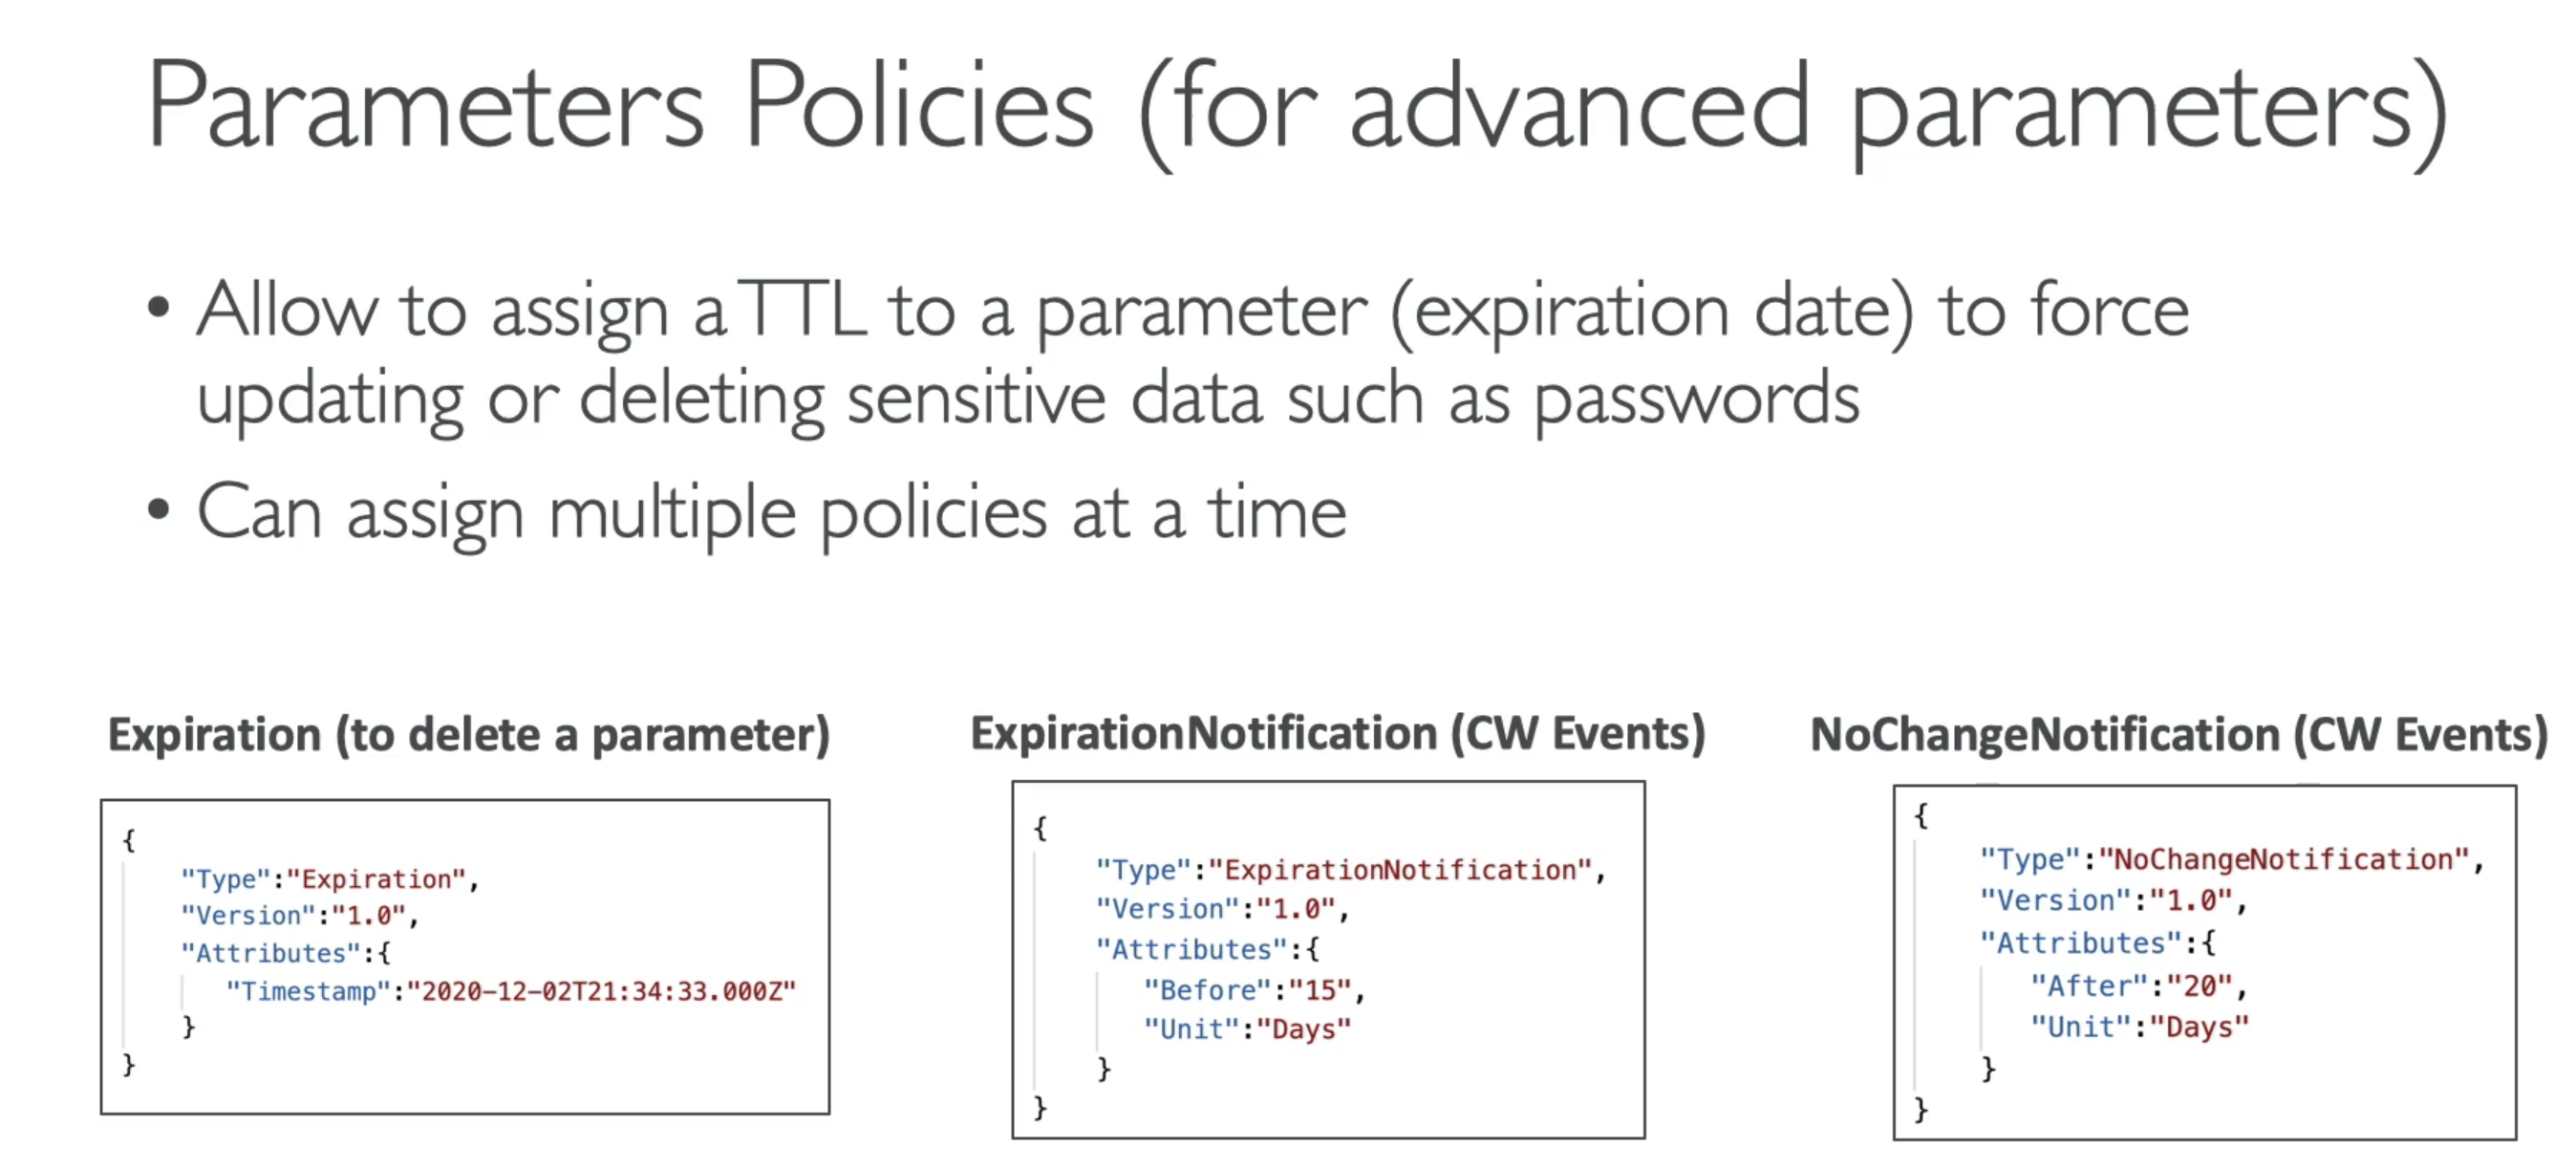 Parameters Policies (for advanced parameters)
• Allow to assign a TTL to a parameter (expiration date) to force
updating or deleting sensitive data such as passwords
• Can assign multiple policies at a time
Expiration (to delete a parameter)
{
"Type":"Expiration",
"Version":"1.0",
"Attributes":{
"Timestamp":"2020-12-02T21:34:33.000Z"
}
}
ExpirationNotification (CW Events)
{
"Type":"ExpirationNotification",
"Version":"1.0",
"Attributes":{
"Before":"15",
"Unit":"Days"
}
}
NoChangeNotification (CW Events)
{
"Type":"NoChangeNotification",
"Version":"1.0",
"Attributes":{
"After":"20",
"Unit":"Days"
}
}